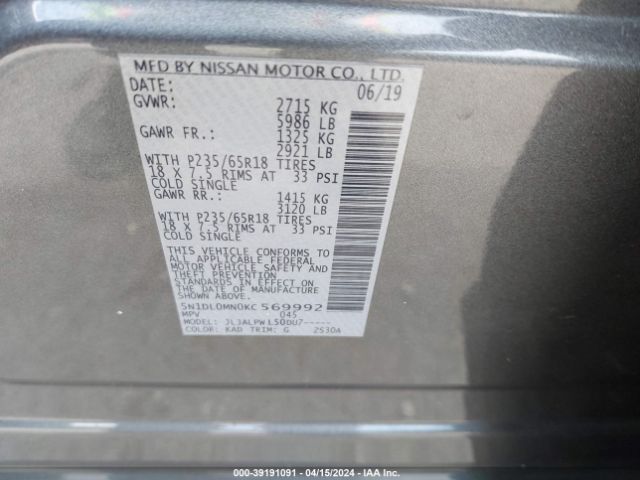 MFD BY NISSAN MOTOR CO., LTD.
DATE: 06/19
GVWR: 2715 KG
5986 LB
GAWR FR.: 1325 KG
2921 LB
WITH P235/65R18 TIRES
18 X 7.5 RIMS AT 33 PSI
COLD SINGLE
GAWR RR.: 1415 KG
3120 LB
WITH P235/65R18 TIRES
18 X 7.5 RIMS AT 33 PSI
COLD SINGLE
THIS VEHICLE CONFORMS TO
ALL APPLICABLE FEDERAL
MOTOR VEHICLE SAFETY AND
THEFT PREVENTION
STANDARDS IN EFFECT ON
THE DATE OF MANUFACTURE
SHOWN ABOVE.
5N1DL0MN0KC569992
MPV 045
MODEL: JL3ALPWL50DU7-----
COLOR: KAD TRIM: G 2530A
000-39191091 - 04/15/2024 - IAA Inc.